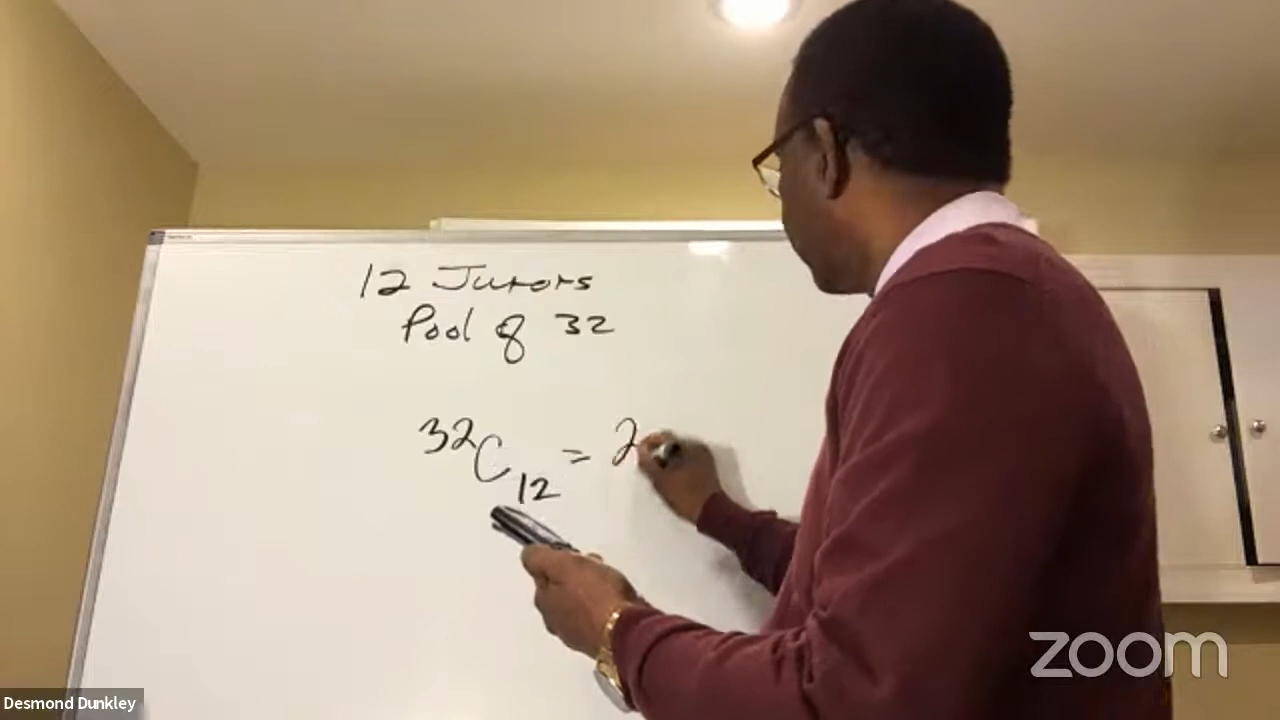 12 Jurors
Pool of 32
32C12 = 2
zoom
Desmond Dunkley